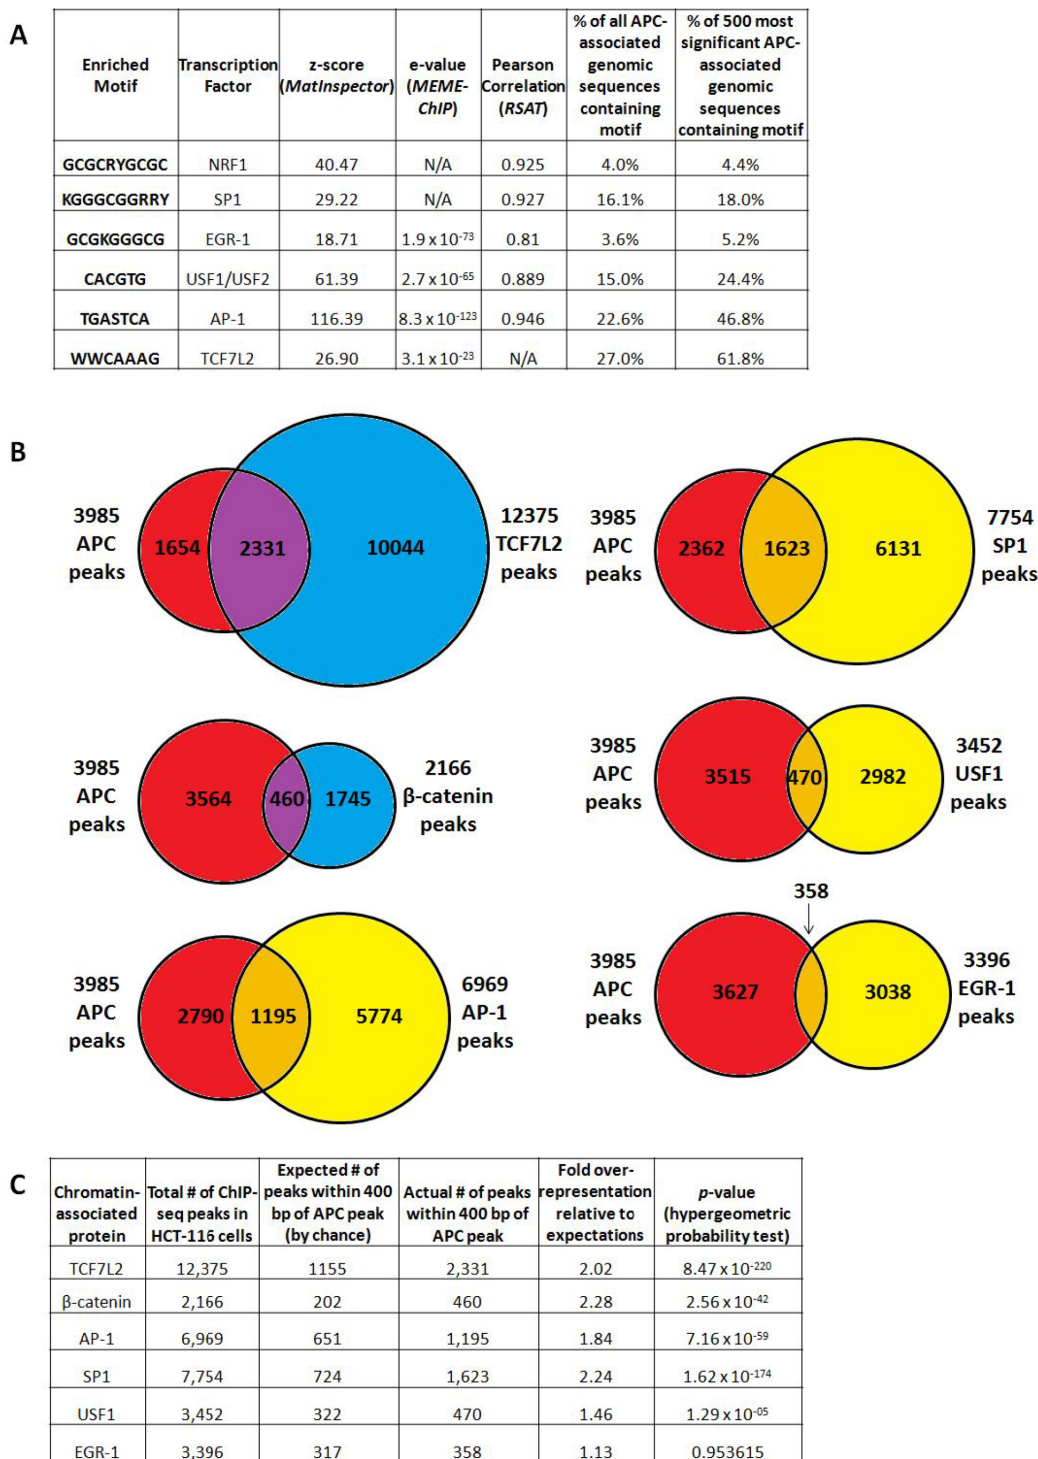 A
Enriched Motif | Transcription Factor | z-score (MatInspector) | e-value (MEME-ChIP) | Pearson Correlation (RSAT) | % of all APC-associated genomic sequences containing motif | % of 500 most significant APC-associated genomic sequences containing motif
GCGCRYGCGC | NRF1 | 40.47 | N/A | 0.925 | 4.0% | 4.4%
KGGGCGGRRY | SP1 | 29.22 | N/A | 0.927 | 16.1% | 18.0%
GCGKGGGCG | EGR-1 | 18.71 | 1.9 x 10⁻⁷³ | 0.81 | 3.6% | 5.2%
CACGTG | USF1/USF2 | 61.39 | 2.7 x 10⁻⁶⁵ | 0.889 | 15.0% | 24.4%
TGASTCA | AP-1 | 116.39 | 8.3 x 10⁻¹²³ | 0.946 | 22.6% | 46.8%
WWCAAAG | TCF7L2 | 26.90 | 3.1 x 10⁻²³ | N/A | 27.0% | 61.8%
B
3985 APC peaks
1654
2331
10044
12375 TCF7L2 peaks
3985 APC peaks
2362
1623
6131
7754 SP1 peaks
3985 APC peaks
3564
460
1745
2166 β-catenin peaks
3985 APC peaks
3515
470
2982
3452 USF1 peaks
3985 APC peaks
2790
1195
5774
6969 AP-1 peaks
358
3985 APC peaks
3627
3038
3396 EGR-1 peaks
C
Chromatin-associated protein | Total # of ChIP-seq peaks in HCT-116 cells | Expected # of peaks within 400 bp of APC peak (by chance) | Actual # of peaks within 400 bp of APC peak | Fold over-representation relative to expectations | p-value (hypergeometric probability test)
TCF7L2 | 12,375 | 1155 | 2,331 | 2.02 | 8.47 x 10⁻²²⁰
β-catenin | 2,166 | 202 | 460 | 2.28 | 2.56 x 10⁻⁴²
AP-1 | 6,969 | 651 | 1,195 | 1.84 | 7.16 x 10⁻⁵⁹
SP1 | 7,754 | 724 | 1,623 | 2.24 | 1.62 x 10⁻¹⁷⁴
USF1 | 3,452 | 322 | 470 | 1.46 | 1.29 x 10⁻⁰⁵
EGR-1 | 3,396 | 317 | 358 | 1.13 | 0.953615